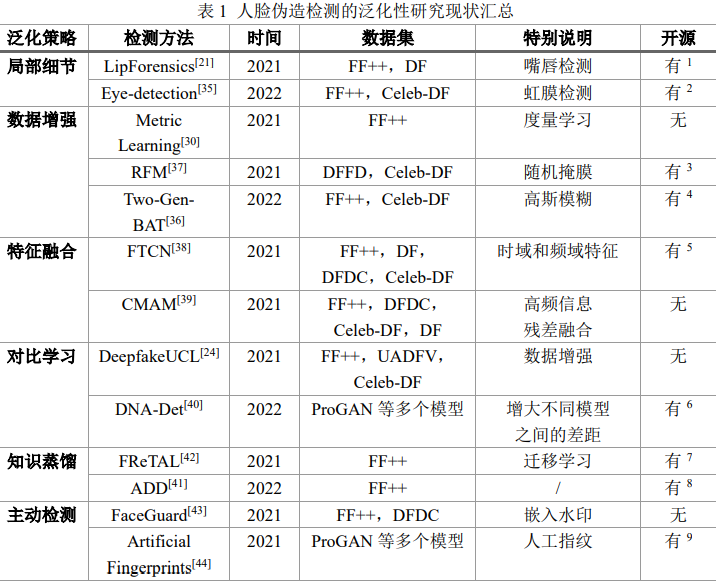 表 1 人脸伪造检测的泛化性研究现状汇总
泛化策略 检测方法 时间 数据集 特别说明 开源
局部细节 LipForensics[21] 2021 FF++，DF 嘴唇检测 有 1
Eye-detection[35] 2022 FF++，Celeb-DF 虹膜检测 有 2
数据增强 Metric 2021 FF++ 度量学习 无
Learning[30]
RFM[37] 2021 DFFD，Celeb-DF 随机掩膜 有 3
Two-Gen- 2022 FF++，Celeb-DF 高斯模糊 有 4
BAT[36]
特征融合 FTCN[38] 2021 FF++，DF， 时域和频域特征 有 5
DFDC，Celeb-DF
CMAM[39] 2021 FF++，DFDC， 高频信息 无
Celeb-DF，DF 残差融合
对比学习 DeepfakeUCL[24] 2021 FF++，UADFV， 数据增强 无
Celeb-DF
DNA-Det[40] 2022 ProGAN 等多个模型 增大不同模型 有 6
之间的差距
知识蒸馏 FReTAL[42] 2021 FF++ 迁移学习 有 7
ADD[41] 2022 FF++ / 有 8
主动检测 FaceGuard[43] 2021 FF++，DFDC 嵌入水印 无
Artificial 2021 ProGAN 等多个模型 人工指纹 有 9
Fingerprints[44]